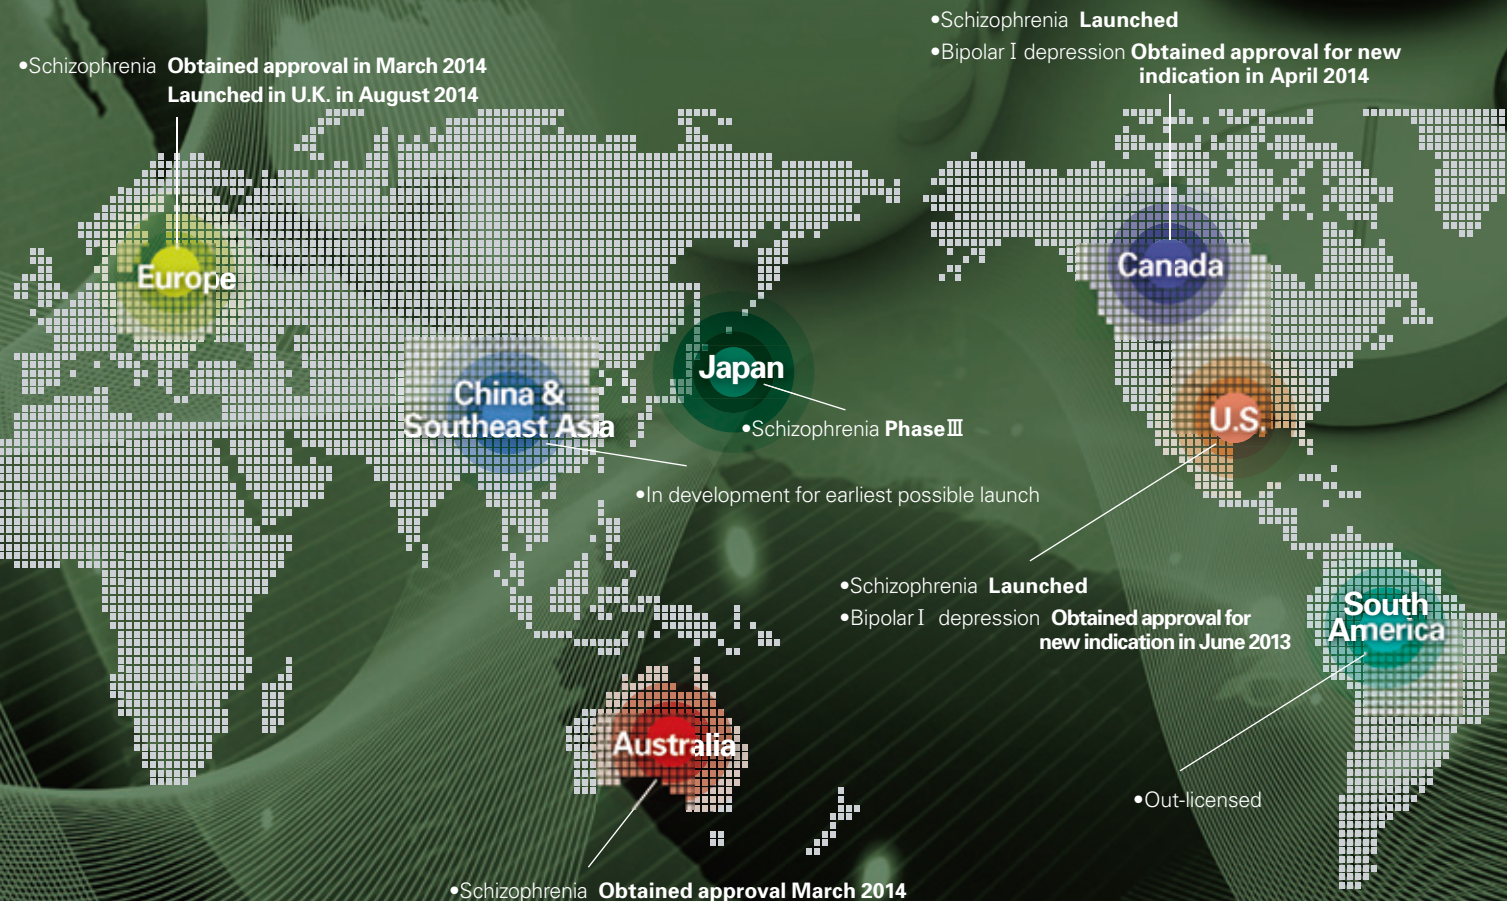 •Schizophrenia Launched
•Bipolar Ⅰ depression Obtained approval for new
indication in April 2014
•Schizophrenia Obtained approval in March 2014
Launched in U.K. in August 2014
Europe
Canada
China &
Southeast Asia
Japan
U.S.
•Schizophrenia Phase Ⅲ
•In development for earliest possible launch
•Schizophrenia Launched
•Bipolar Ⅰ depression Obtained approval for
new indication in June 2013
South
America
Australia
•Out-licensed
•Schizophrenia Obtained approval March 2014